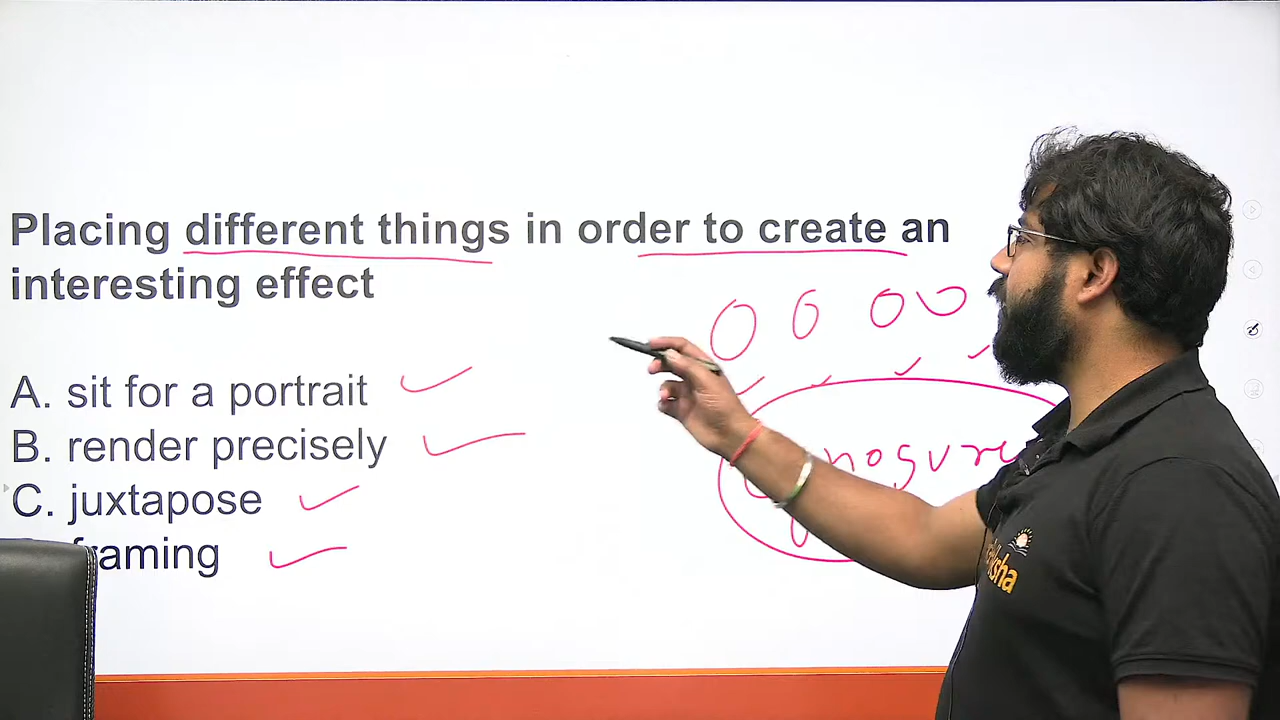 Placing different things in order to create an
interesting effect
A. sit for a portrait
B. render precisely
C. juxtapose
framing